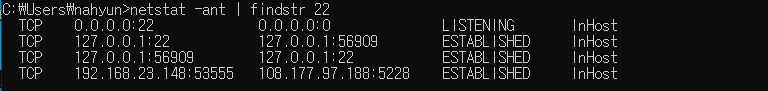 C:₩Users₩nahyun>netstat -ant | findstr 22
TCP 0.0.0.0:22 0.0.0.0:0 LISTENING InHost
TCP 127.0.0.1:22 127.0.0.1:56909 ESTABLISHED InHost
TCP 127.0.0.1:56909 127.0.0.1:22 ESTABLISHED InHost
TCP 192.168.23.148:53555 108.177.97.188:5228 ESTABLISHED InHost